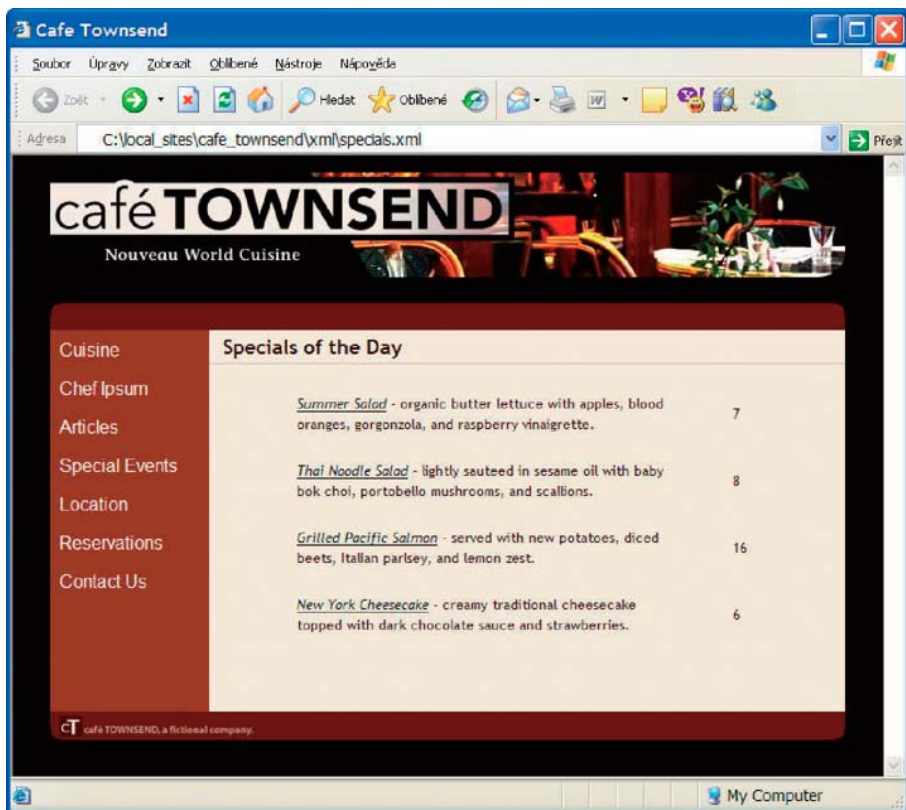 Cafe Townsend
Soubor Úpravy Zobrazit Oblíbené Nástroje Nápověda
Zpět Hledat Oblíbené
Adresa C:\local_sites\cafe_townsend\xml\specials.xml Přejít
café TOWNSEND
Nouveau World Cuisine
Specials of the Day
Cuisine
Chef Ipsum
Articles
Special Events
Location
Reservations
Contact Us
Summer Salad - organic butter lettuce with apples, blood
oranges, gorgonzola, and raspberry vinaigrette.
7
Thai Noodle Salad - lightly sauteed in sesame oil with baby
bok choi, portobello mushrooms, and scallions.
8
Grilled Pacific Salmon - served with new potatoes, diced
beets, Italian parlsey, and lemon zest.
16
New York Cheesecake - creamy traditional cheesecake
topped with dark chocolate sauce and strawberries.
6
cT café TOWNSEND, a fictional company.
My Computer